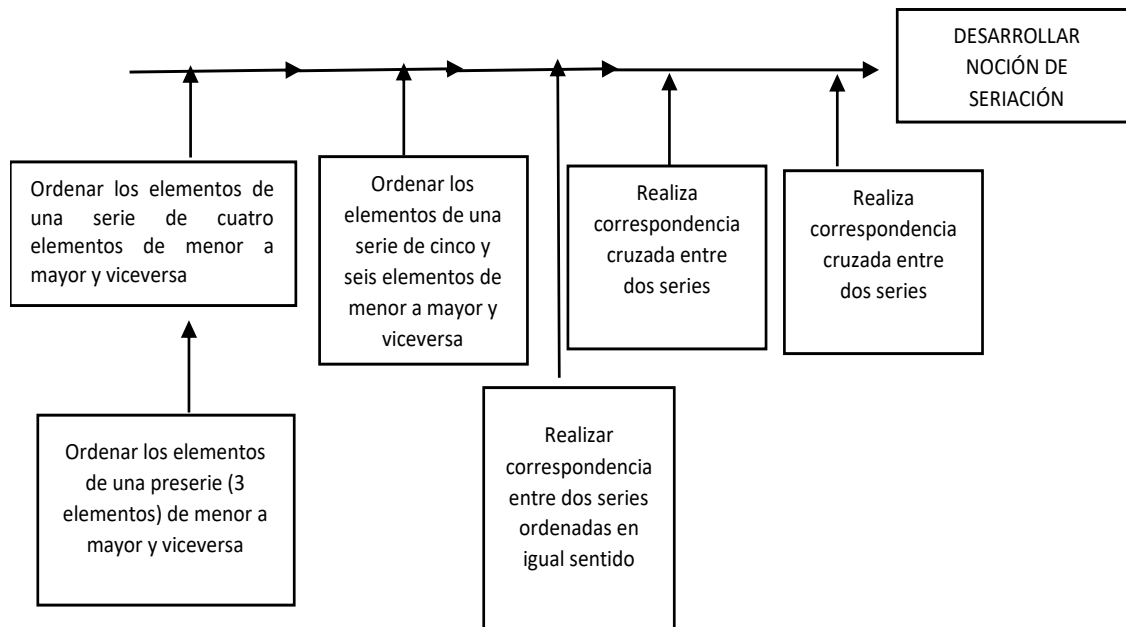 DESARROLLAR
NOCIÓN DE
SERIACIÓN
Ordenar los elementos de
una serie de cuatro
elementos de menor a
mayor y viceversa
Ordenar los
elementos de una
serie de cinco y
seis elementos de
menor a mayor y
viceversa
Realiza
correspondencia
cruzada entre
dos series
Realiza
correspondencia
cruzada entre
dos series
Ordenar los elementos
de una preserie (3
elementos) de menor a
mayor y viceversa
Realizar
correspondencia
entre dos series
ordenadas en
igual sentido